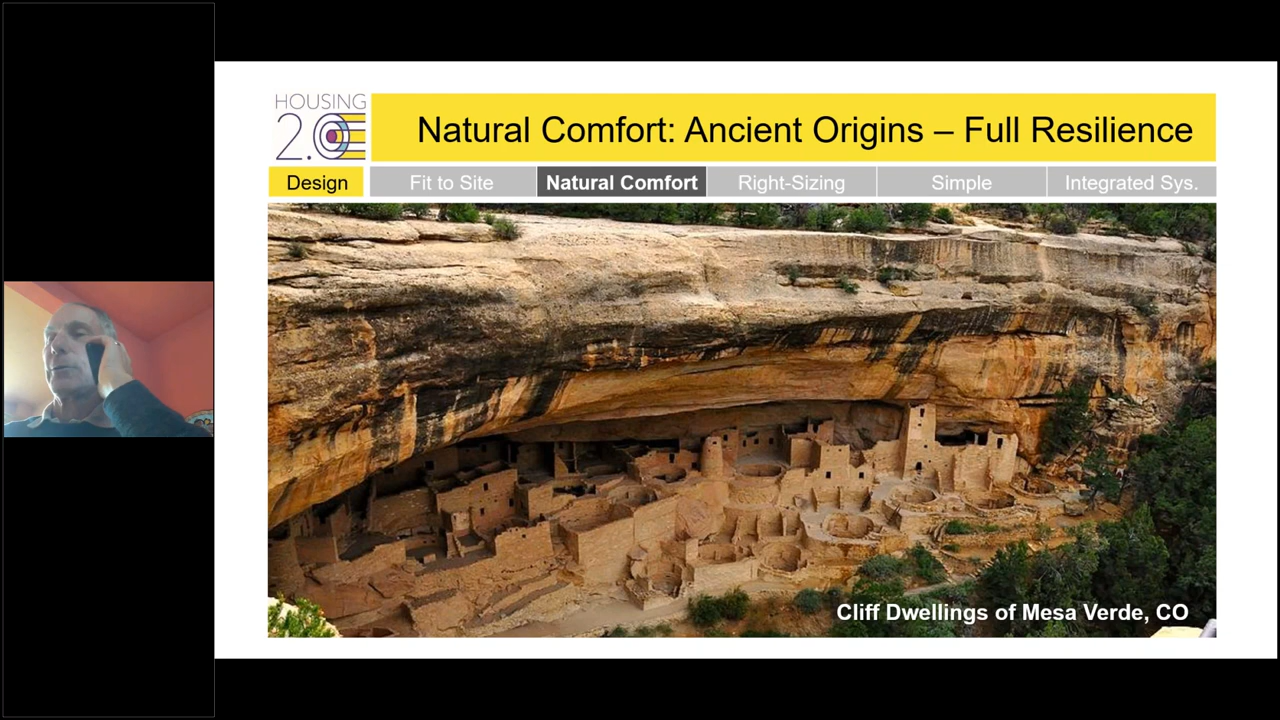 HOUSING
2.0
Natural Comfort: Ancient Origins – Full Resilience
Design
Fit to Site
Natural Comfort
Right-Sizing
Simple
Integrated Sys.
Cliff Dwellings of Mesa Verde, CO